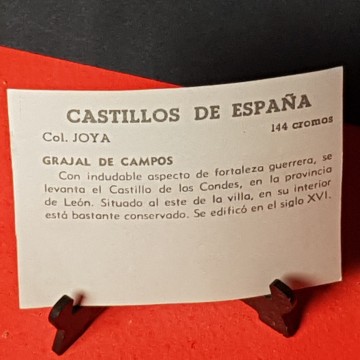 CASTILLOS DE ESPAÑA
Col. JOYA 144 cromos
GRAJAL DE CAMPOS
Con indudable aspecto de fortaleza guerrera, se
levanta el Castillo de los Condes, en la provincia
de León. Situado al este de la villa, en su interior
está bastante conservado. Se edificó en el siglo XVI.